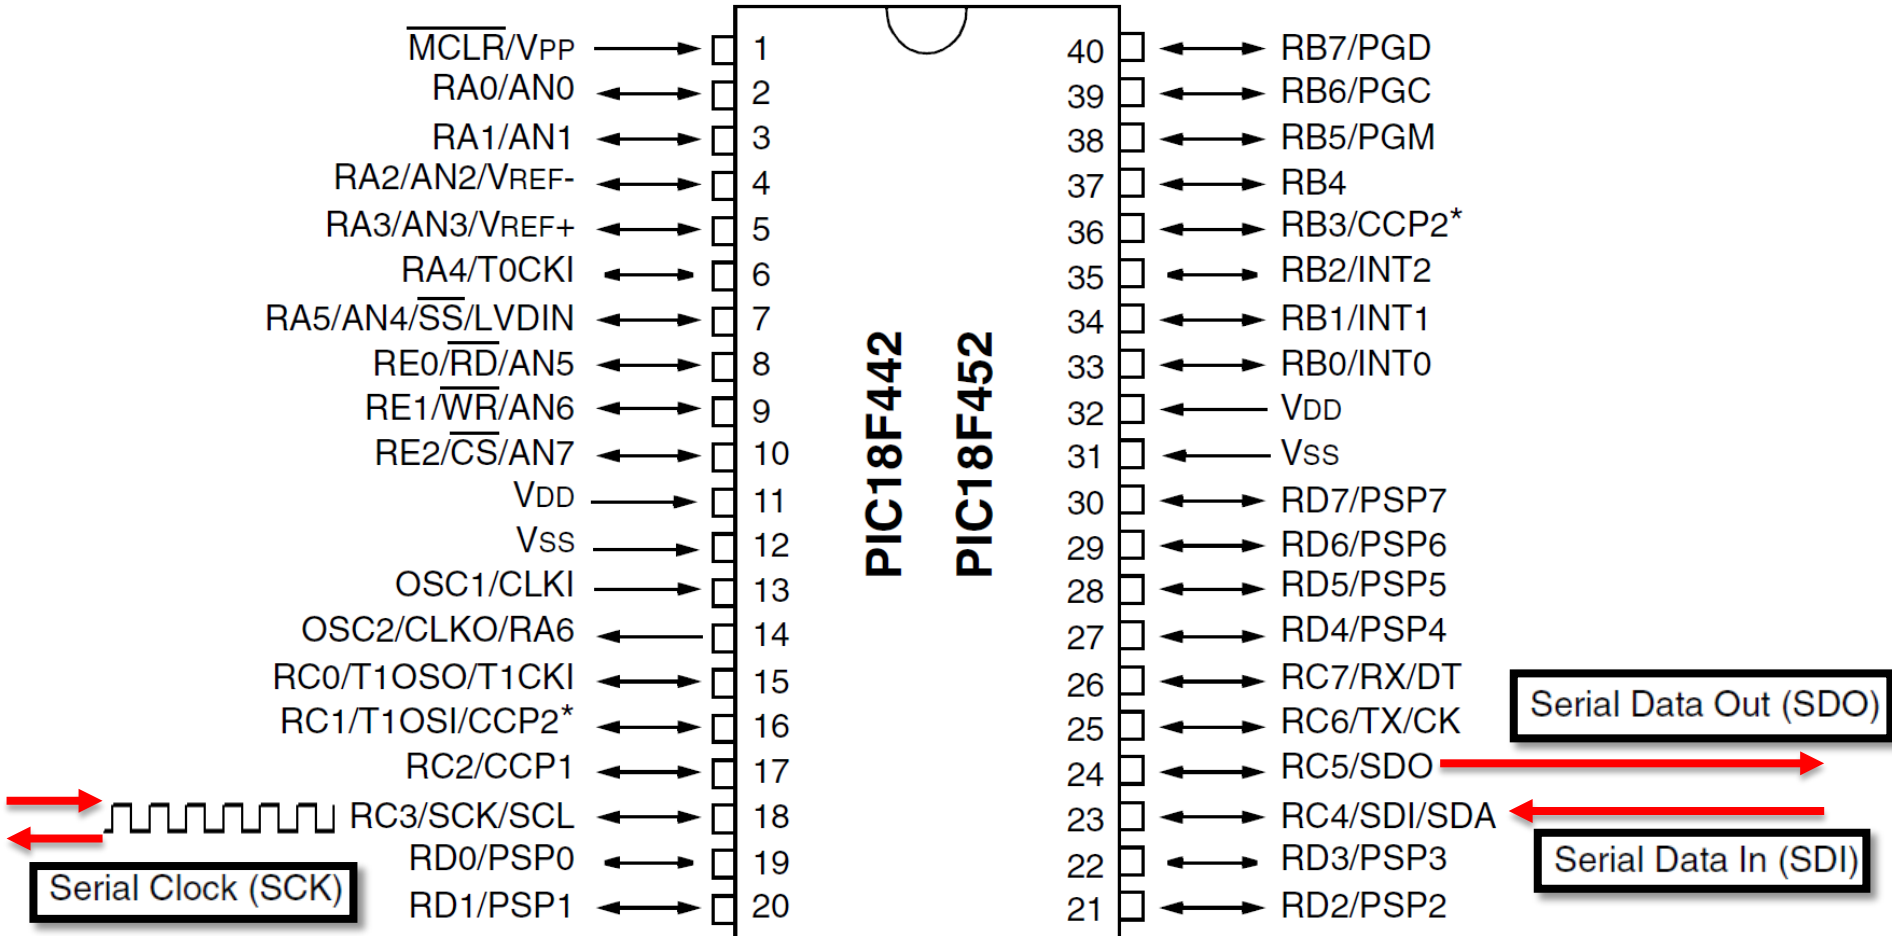 MCLR/VPP 1
RA0/AN0 2
RA1/AN1 3
RA2/AN2/VREF- 4
RA3/AN3/VREF+ 5
RA4/T0CKI 6
RA5/AN4/SS/LVDIN 7
RE0/RD/AN5 8
RE1/WR/AN6 9
RE2/CS/AN7 10
VDD 11
VSS 12
OSC1/CLKI 13
OSC2/CLKO/RA6 14
RC0/T1OSO/T1CKI 15
RC1/T1OSI/CCP2* 16
RC2/CCP1 17
RC3/SCK/SCL 18
RD0/PSP0 19
RD1/PSP1 20
Serial Clock (SCK)
PIC18F442
PIC18F452
40 RB7/PGD
39 RB6/PGC
38 RB5/PGM
37 RB4
36 RB3/CCP2*
35 RB2/INT2
34 RB1/INT1
33 RB0/INT0
32 VDD
31 VSS
30 RD7/PSP7
29 RD6/PSP6
28 RD5/PSP5
27 RD4/PSP4
26 RC7/RX/DT
25 RC6/TX/CK
24 RC5/SDO
23 RC4/SDI/SDA
22 RD3/PSP3
21 RD2/PSP2
Serial Data Out (SDO)
Serial Data In (SDI)